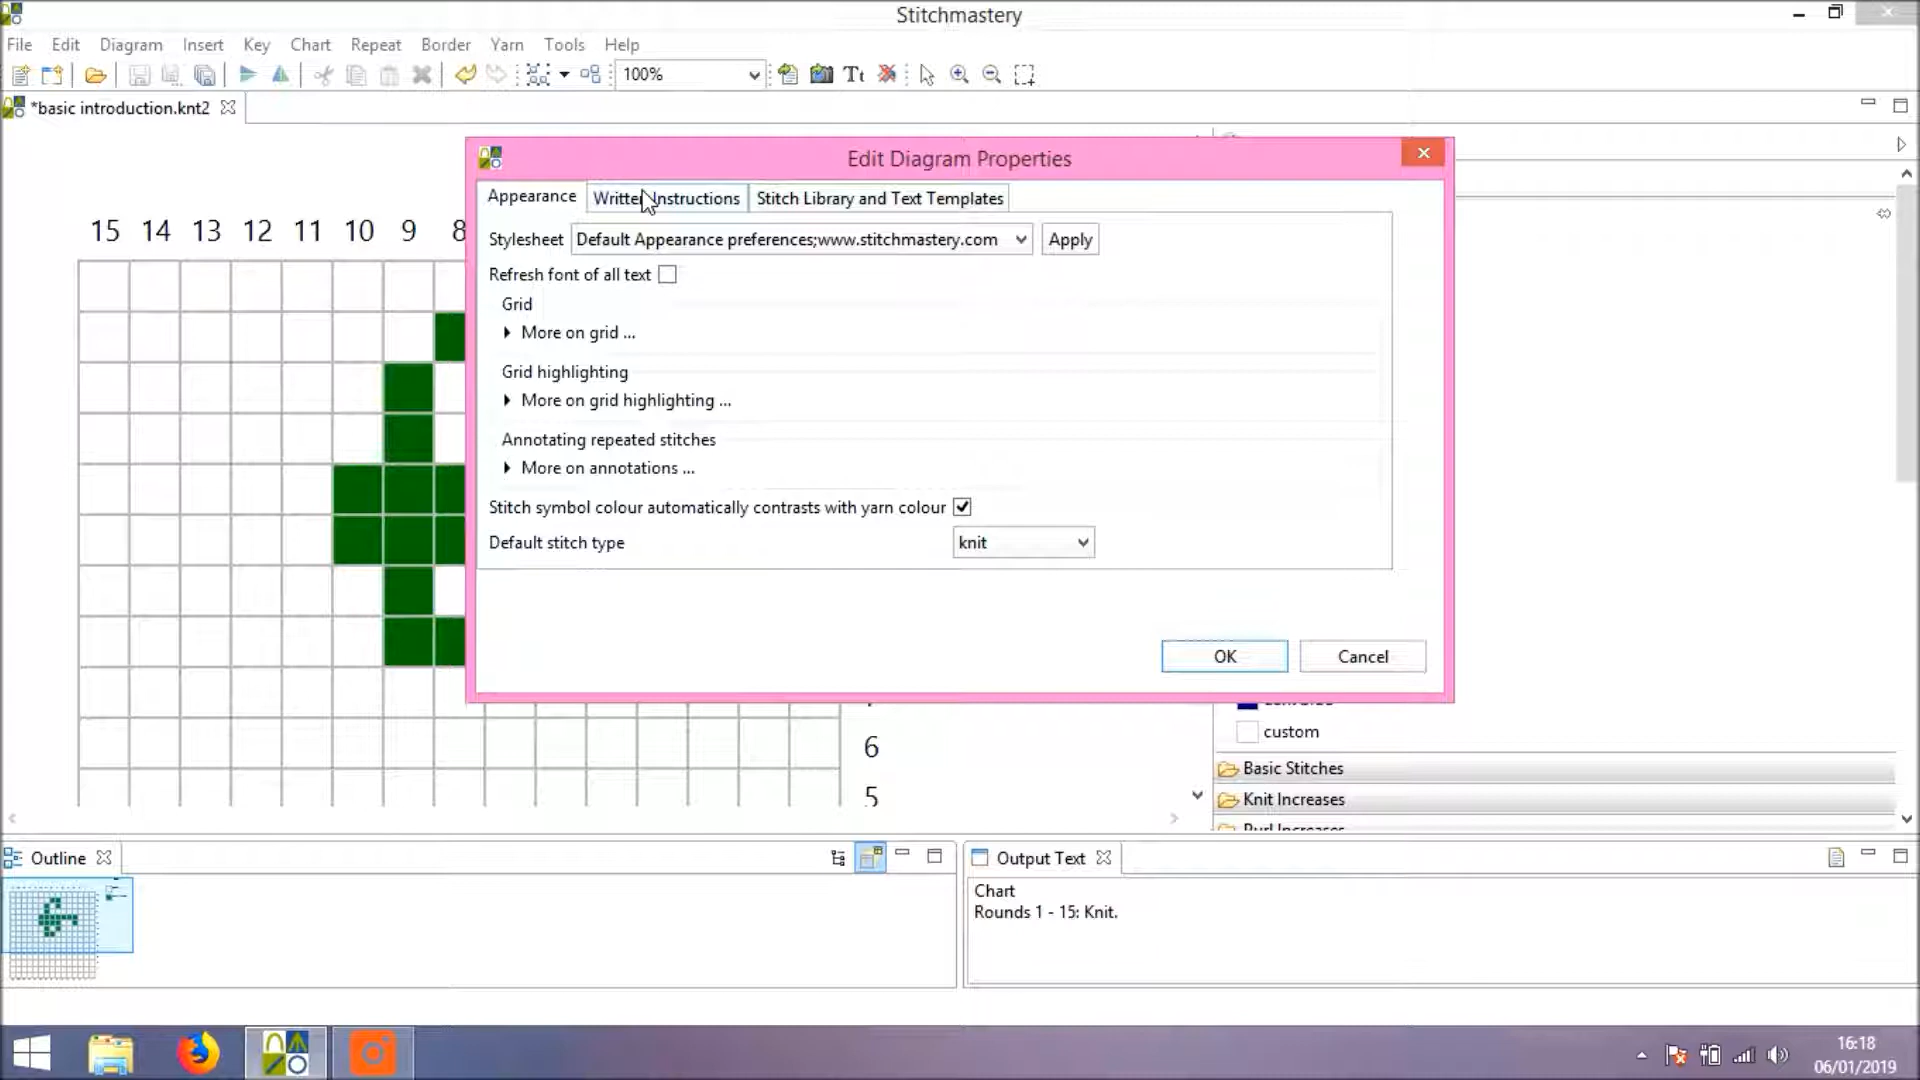 Stitchmastery
File Edit Diagram Insert Key Chart Repeat Border Yarn Tools Help
100% Tt
*basic introduction.knt2
Edit Diagram Properties
Appearance Written Instructions Stitch Library and Text Templates
15 14 13 12 11 10 9 8
Stylesheet Default Appearance preferences;www.stitchmastery.com Apply
Refresh font of all text
Grid
More on grid ...
Grid highlighting
More on grid highlighting ...
Annotating repeated stitches
More on annotations ...
Stitch symbol colour automatically contrasts with yarn colour
Default stitch type knit
OK Cancel
custom
6
Basic Stitches
5
Knit Increases
Purl Increases
Outline
Output Text
Chart
Rounds 1 - 15: Knit.
16:18
06/01/2019